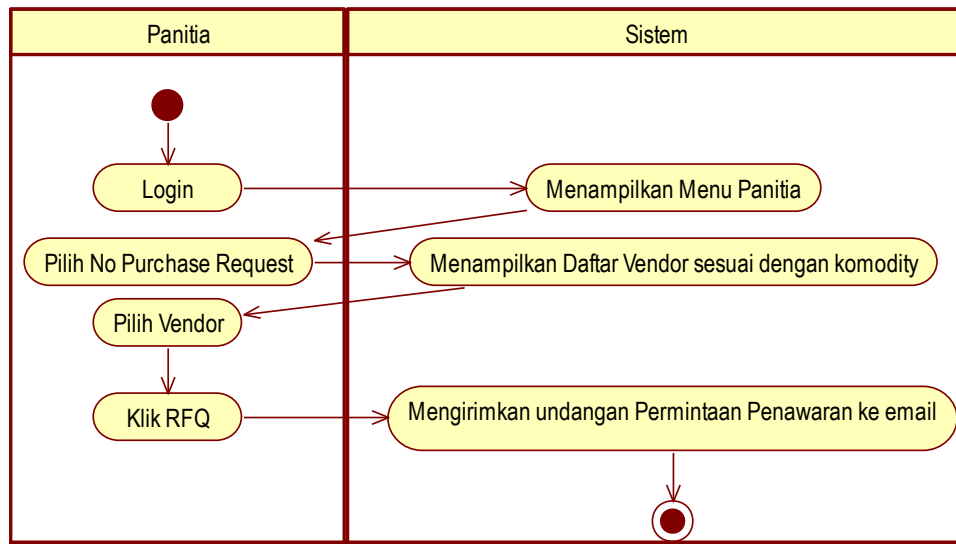 Panitia
Sistem
Login
Menampilkan Menu Panitia
Pilih No Purchase Request
Menampilkan Daftar Vendor sesuai dengan komodity
Pilih Vendor
Klik RFQ
Mengirimkan undangan Permintaan Penawaran ke email